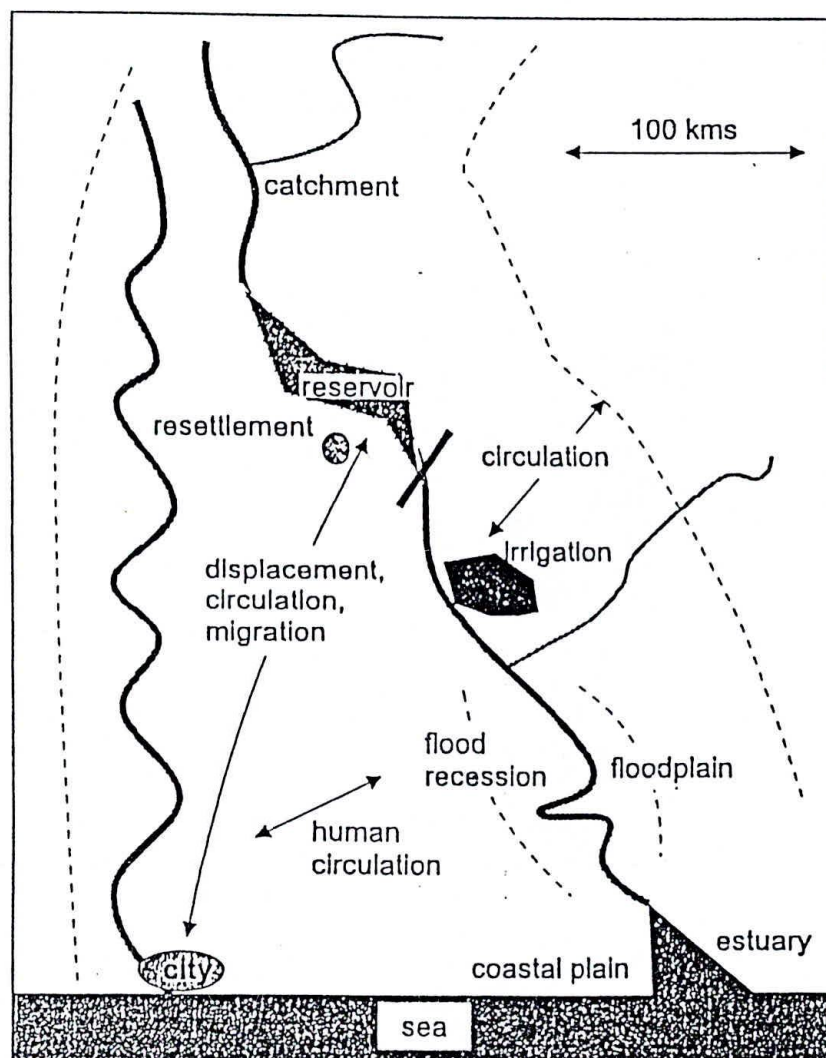 100 kms
catchment
reservoir
resettlement
circulation
irrigation
displacement,
circulation,
migration
flood
recession
floodplain
human
circulation
estuary
city
coastal plain
sea